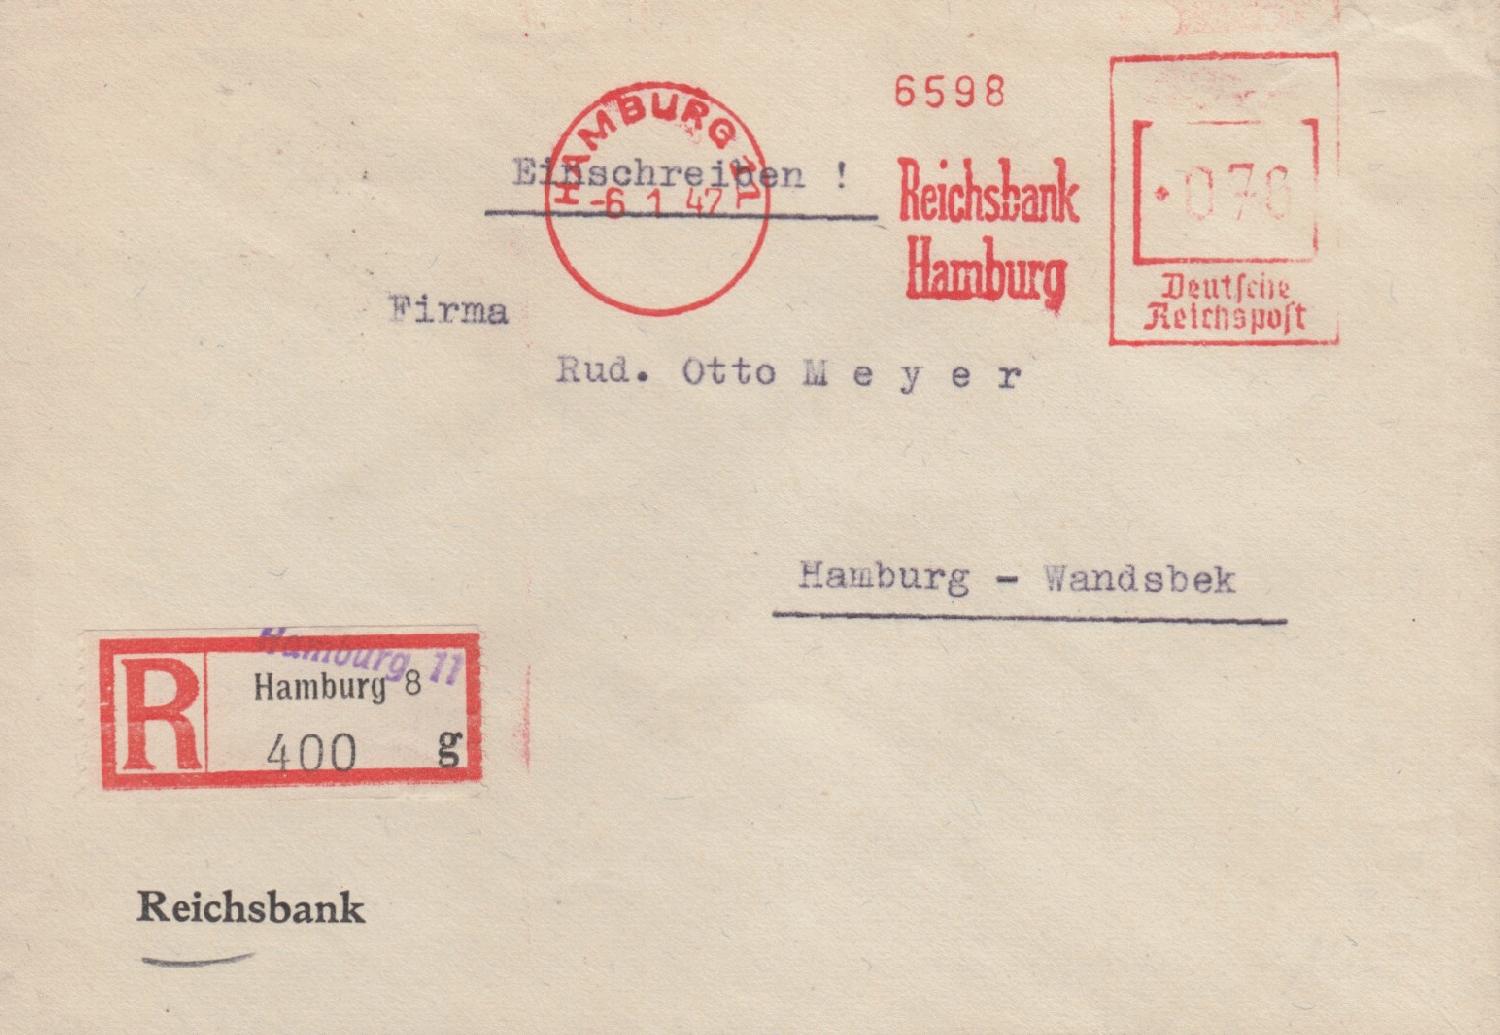 6598
HAMBURG 11
Einschreiben !
-6 1 47
Reichsbank
Hamburg
076
Deutsche
Reichspost
Firma
Rud. Otto M e y e r
Hamburg - Wandsbek
Hamburg 11
R
Hamburg 8
400 g
Reichsbank